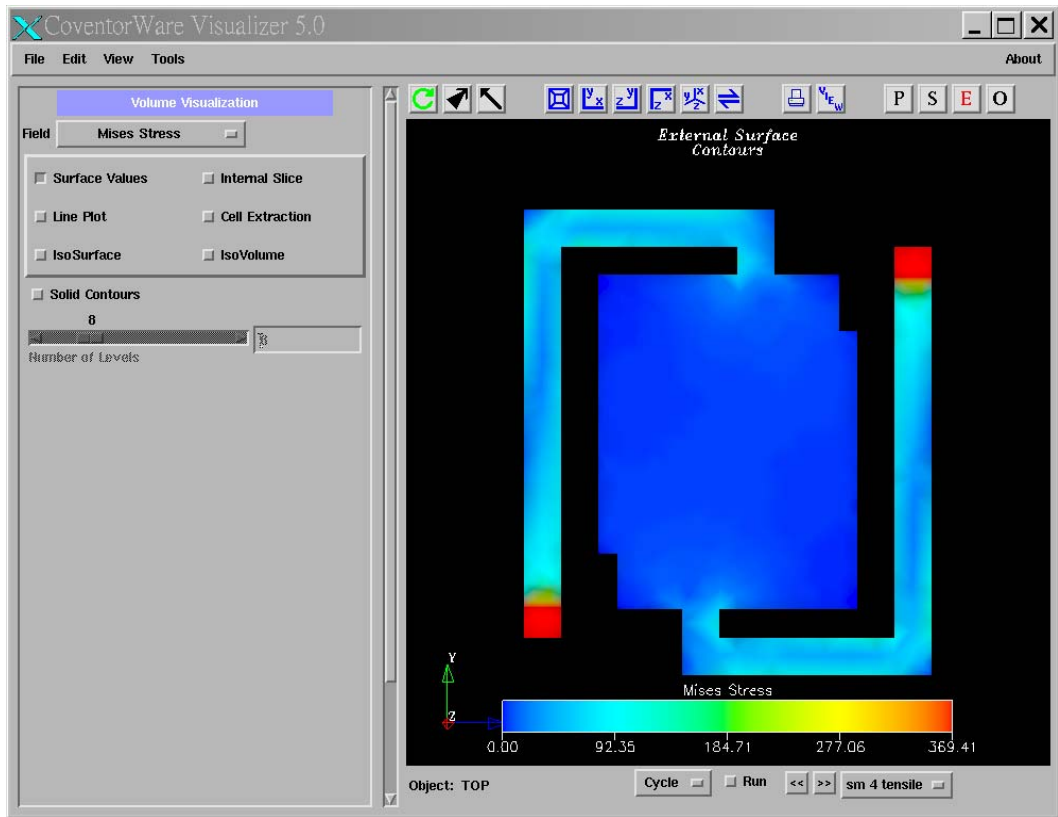 CoventorWare Visualizer 5.0
File Edit View Tools About
Volume Visualization
Field Mises Stress
Surface Values Internal Slice
Line Plot Cell Extraction
IsoSurface IsoVolume
Solid Contours
8
8
Number of Levels
y x z y z x y x z VIEW P S E O
External Surface
Contours
Y
Z
Mises Stress
0.00 92.35 184.71 277.06 369.41
Object: TOP Cycle Run << >> sm 4 tensile